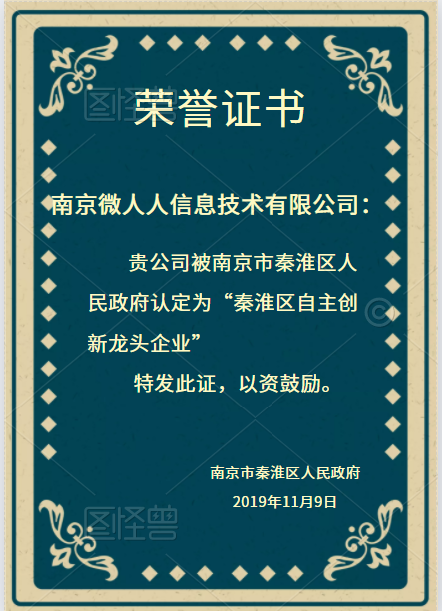 荣誉证书
南京微人人信息技术有限公司：
贵公司被南京市秦淮区人
民政府认定为“秦淮区自主创
新龙头企业”
特发此证，以资鼓励。
南京市秦淮区人民政府
2019年11月9日
图怪兽
图怪兽